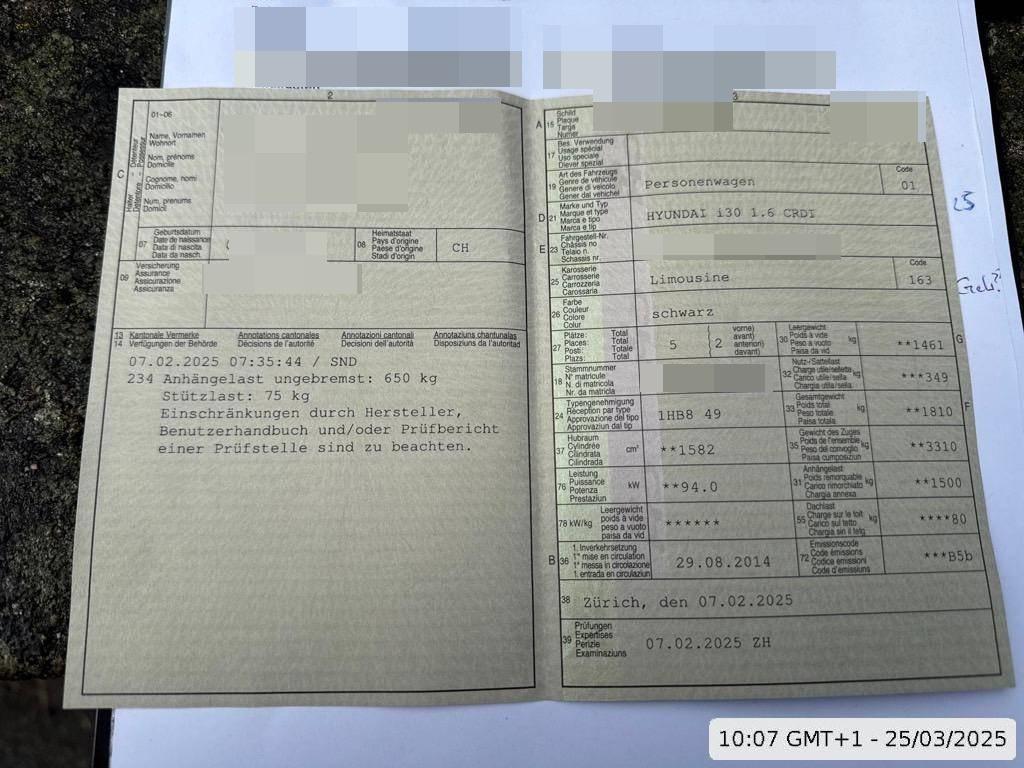 2
01-06
Name, Vornamen
Wohnort
Nom, prénoms
Domicile
Cognome, nomi
Domicilio
Num, prenums
Domicil
C
Halter Détenteur
Detentore Possessur
07
Geburtsdatum
Date de naissance
Data di nascita
Data da nasch.
08
Heimatstaat
Pays d'origine
Paese d'origine
Stadi d'origin
CH
09
Versicherung
Assurance
Assicurazione
Assicuranza
13 Kantonale Vermerke Annotations cantonales Annotazioni cantonali Annotaziuns chantunalas
14 Verfügungen der Behörde Décisions de l'autorité Decisioni dell'autorità Disposiziuns da l'autoritad
07.02.2025 07:35:44 / SND
234 Anhängelast ungebremst: 650 kg
Stützlast: 75 kg
Einschränkungen durch Hersteller,
Benutzerhandbuch und/oder Prüfbericht
einer Prüfstelle sind zu beachten.
3
A 15
Schild
Plaque
Targa
Numer
17
Bes. Verwendung
Usage spécial
Uso speciale
Diever spezial
19
Art des Fahrzeugs
Genre de véhicule
Genere di veicolo
Gener dal vehichel
Personenwagen
Code
01
D 21
Marke und Typ
Marque et type
Marca e tipo
Marca e tip
HYUNDAI i30 1.6 CRDI
E 23
Fahrgestell-Nr.
Châssis no
Telaio n.
Schassis nr.
25
Karosserie
Carrosserie
Carrozzeria
Carossaria
Limousine
Code
163
26
Farbe
Couleur
Colore
Colur
schwarz
27
Plätze: Total
Places: Total
Posti: Totale
Plazs: Total
5
2
vorne)
avant)
anteriori)
davant)
30
Leergewicht
Poids à vide
Peso a vuoto
Paisa da vid
kg
**1461
G
18
Stammnummer
N° matricule
N. di matricola
Nr. da matricla
32
Nutz-/Sattellast
Charge utile/sellette
Carico utile/sella
Chargia utila/sella
kg
***349
24
Typengenehmigung
Réception par type
Approvazione del tipo
Approvaziun dal tip
1HB8 49
33
Gesamtgewicht
Poids total
Peso totale
Paisa totala
kg
**1810
F
37
Hubraum
Cylindrée
Cilindrata
Cilindrada
cm³
**1582
35
Gewicht des Zuges
Poids de l'ensemble
Peso del convoglio
Paisa cumposiziun
kg
**3310
76
Leistung
Puissance
Potenza
Prestaziun
kW
**94.0
31
Anhängelast
Poids remorquable
Carico rimorchiato
Chargia annexa
kg
**1500
78 kW/kg
Leergewicht
poids à vide
peso a vuoto
paisa da vid
******
55
Dachlast
Charge sur le toit
Carico sul tetto
Chargia sin il tetg
kg
****80
B 36
1. Inverkehrsetzung
1re mise en circulation
1a messa in circolazione
1. entrada en circulaziun
29.08.2014
72
Emissionscode
Code émissions
Codice emissioni
Code d'emissiuns
***B5b
38
Zürich, den 07.02.2025
39
Prüfungen
Expertises
Perizie
Examinaziuns
07.02.2025 ZH
25
10:07 GMT+1 - 25/03/2025